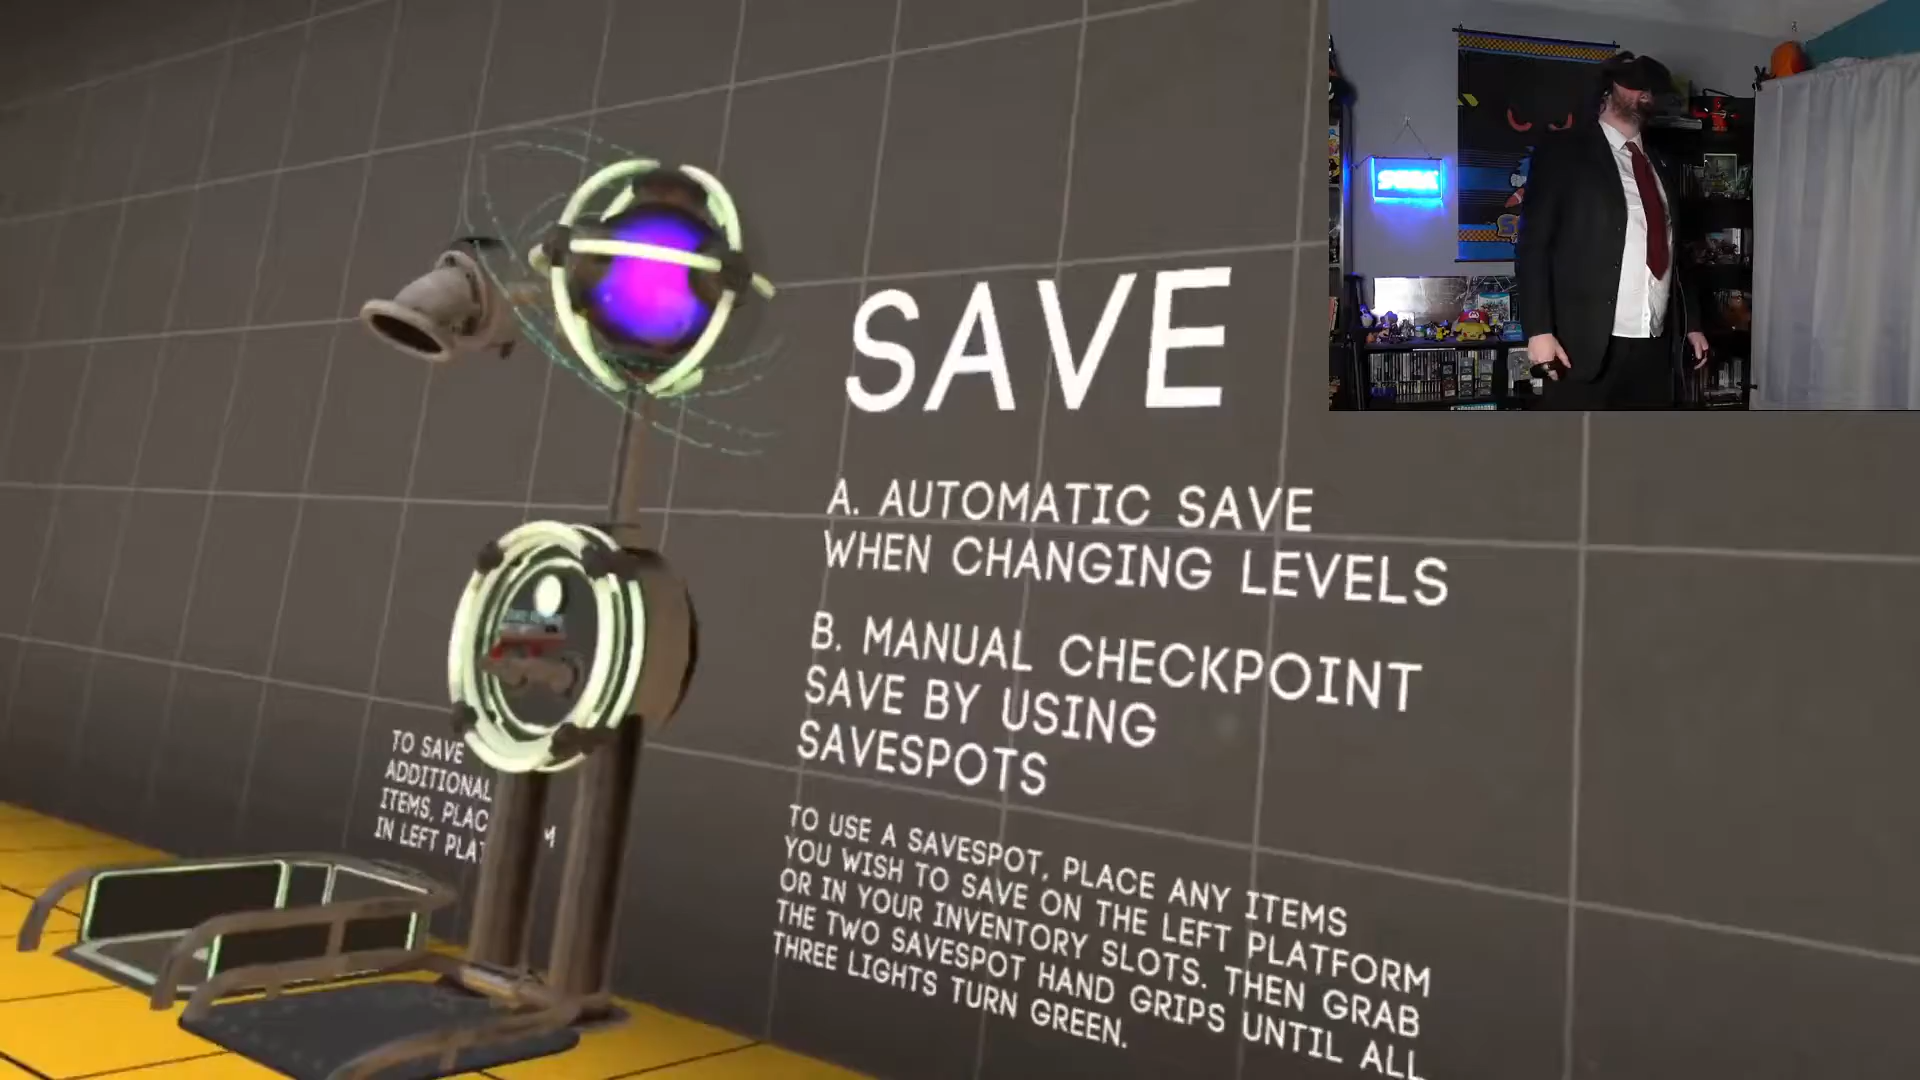 SEGA
SAVE
A. AUTOMATIC SAVE
WHEN CHANGING LEVELS
B. MANUAL CHECKPOINT
SAVE BY USING
SAVESPOTS
TO USE A SAVESPOT, PLACE ANY ITEMS
YOU WISH TO SAVE ON THE LEFT PLATFORM
OR IN YOUR INVENTORY SLOTS. THEN GRAB
THE TWO SAVESPOT HAND GRIPS UNTIL ALL
THREE LIGHTS TURN GREEN.
TO SAVE
ADDITIONAL
ITEMS,
IN LEFT